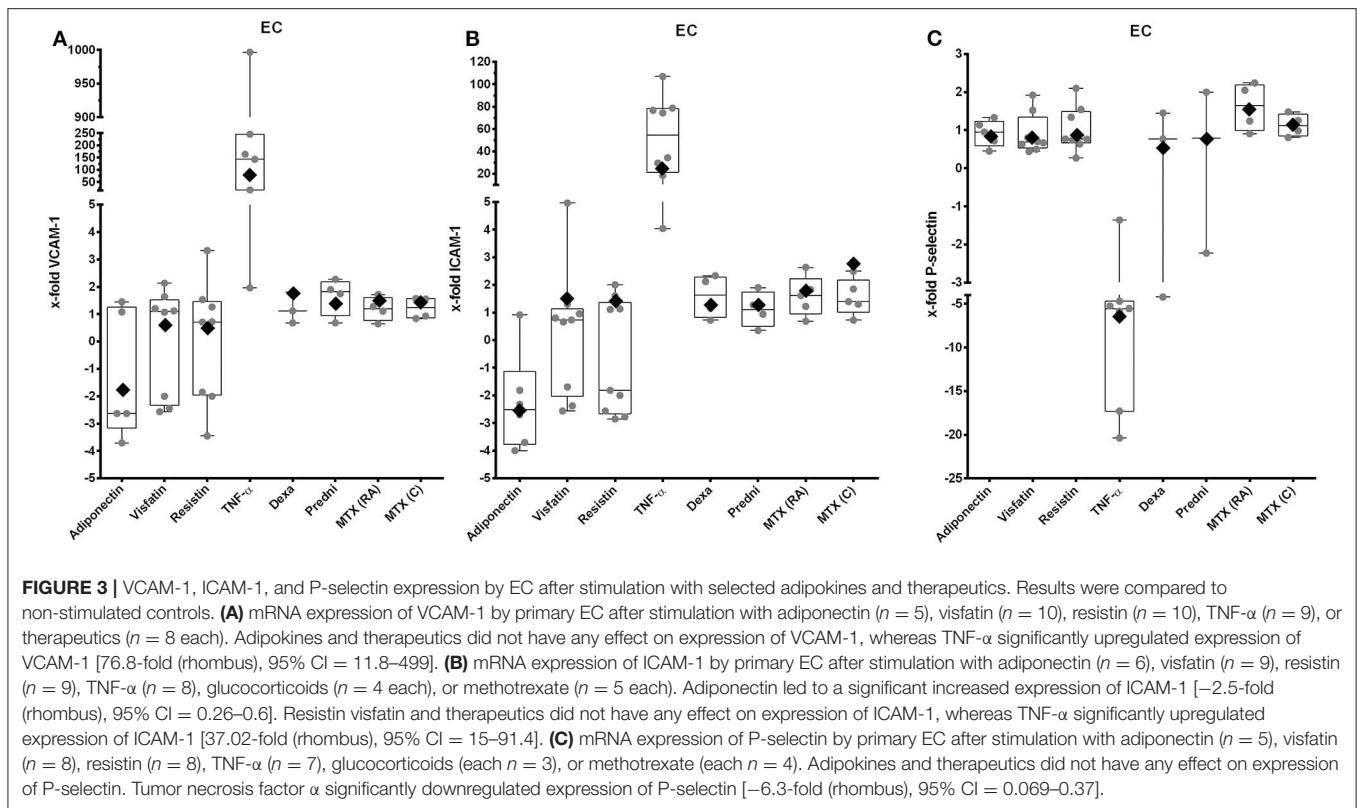 A
EC
x-fold VCAM-1
1000
950
900
250
200
150
100
50
5
4
3
2
1
0
-1
-2
-3
-4
-5
Adiponectin
Visfatin
Resistin
TNF-α
Dexa
Predni
MTX (RA)
MTX (C)
B
EC
x-fold ICAM-1
120
100
80
60
40
20
5
4
3
2
1
0
-1
-2
-3
-4
-5
Adiponectin
Visfatin
Resistin
TNF-α
Dexa
Predni
MTX (RA)
MTX (C)
C
EC
x-fold P-selectin
3
2
1
0
-1
-2
-3
-5
-10
-15
-20
-25
Adiponectin
Visfatin
Resistin
TNF-α
Dexa
Predni
MTX (RA)
MTX (C)
FIGURE 3 | VCAM-1, ICAM-1, and P-selectin expression by EC after stimulation with selected adipokines and therapeutics. Results were compared to
non-stimulated controls. (A) mRNA expression of VCAM-1 by primary EC after stimulation with adiponectin (n = 5), visfatin (n = 10), resistin (n = 10), TNF-α (n = 9), or
therapeutics (n = 8 each). Adipokines and therapeutics did not have any effect on expression of VCAM-1, whereas TNF-α significantly upregulated expression of
VCAM-1 [76.8-fold (rhombus), 95% CI = 11.8–499]. (B) mRNA expression of ICAM-1 by primary EC after stimulation with adiponectin (n = 6), visfatin (n = 9), resistin
(n = 9), TNF-α (n = 8), glucocorticoids (n = 4 each), or methotrexate (n = 5 each). Adiponectin led to a significant increased expression of ICAM-1 [−2.5-fold
(rhombus), 95% CI = 0.26–0.6]. Resistin visfatin and therapeutics did not have any effect on expression of ICAM-1, whereas TNF-α significantly upregulated
expression of ICAM-1 [37.02-fold (rhombus), 95% CI = 15–91.4]. (C) mRNA expression of P-selectin by primary EC after stimulation with adiponectin (n = 5), visfatin
(n = 8), resistin (n = 8), TNF-α (n = 7), glucocorticoids (each n = 3), or methotrexate (each n = 4). Adipokines and therapeutics did not have any effect on expression
of P-selectin. Tumor necrosis factor α significantly downregulated expression of P-selectin [−6.3-fold (rhombus), 95% CI = 0.069–0.37].